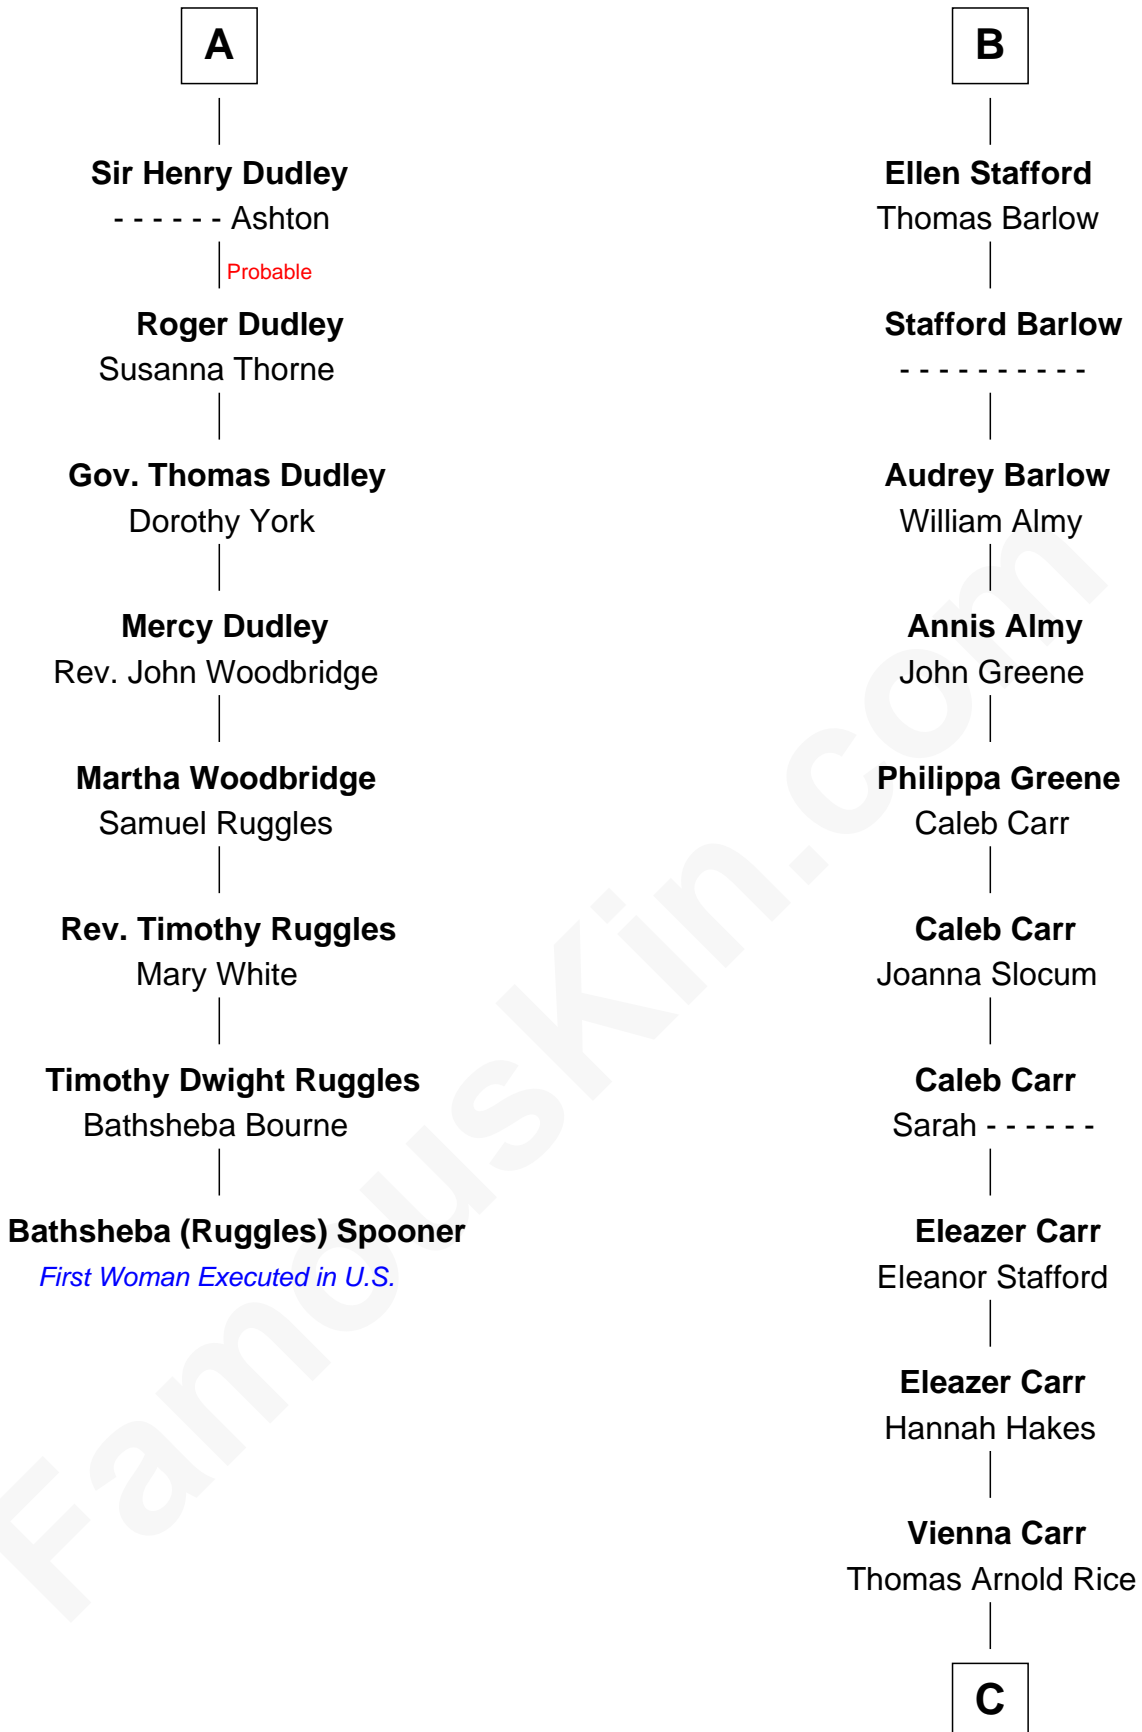 A
Sir Henry Dudley
- - - - - - Ashton
Probable
Roger Dudley
Susanna Thorne
Gov. Thomas Dudley
Dorothy York
Mercy Dudley
Rev. John Woodbridge
Martha Woodbridge
Samuel Ruggles
Rev. Timothy Ruggles
Mary White
Timothy Dwight Ruggles
Bathsheba Bourne
Bathsheba (Ruggles) Spooner
First Woman Executed in U.S.
B
Ellen Stafford
Thomas Barlow
Stafford Barlow
- - - - - - - - - -
Audrey Barlow
William Almy
Annis Almy
John Greene
Philippa Greene
Caleb Carr
Caleb Carr
Joanna Slocum
Caleb Carr
Sarah - - - - - -
Eleazer Carr
Eleanor Stafford
Eleazer Carr
Hannah Hakes
Vienna Carr
Thomas Arnold Rice
C
FamousKin.com